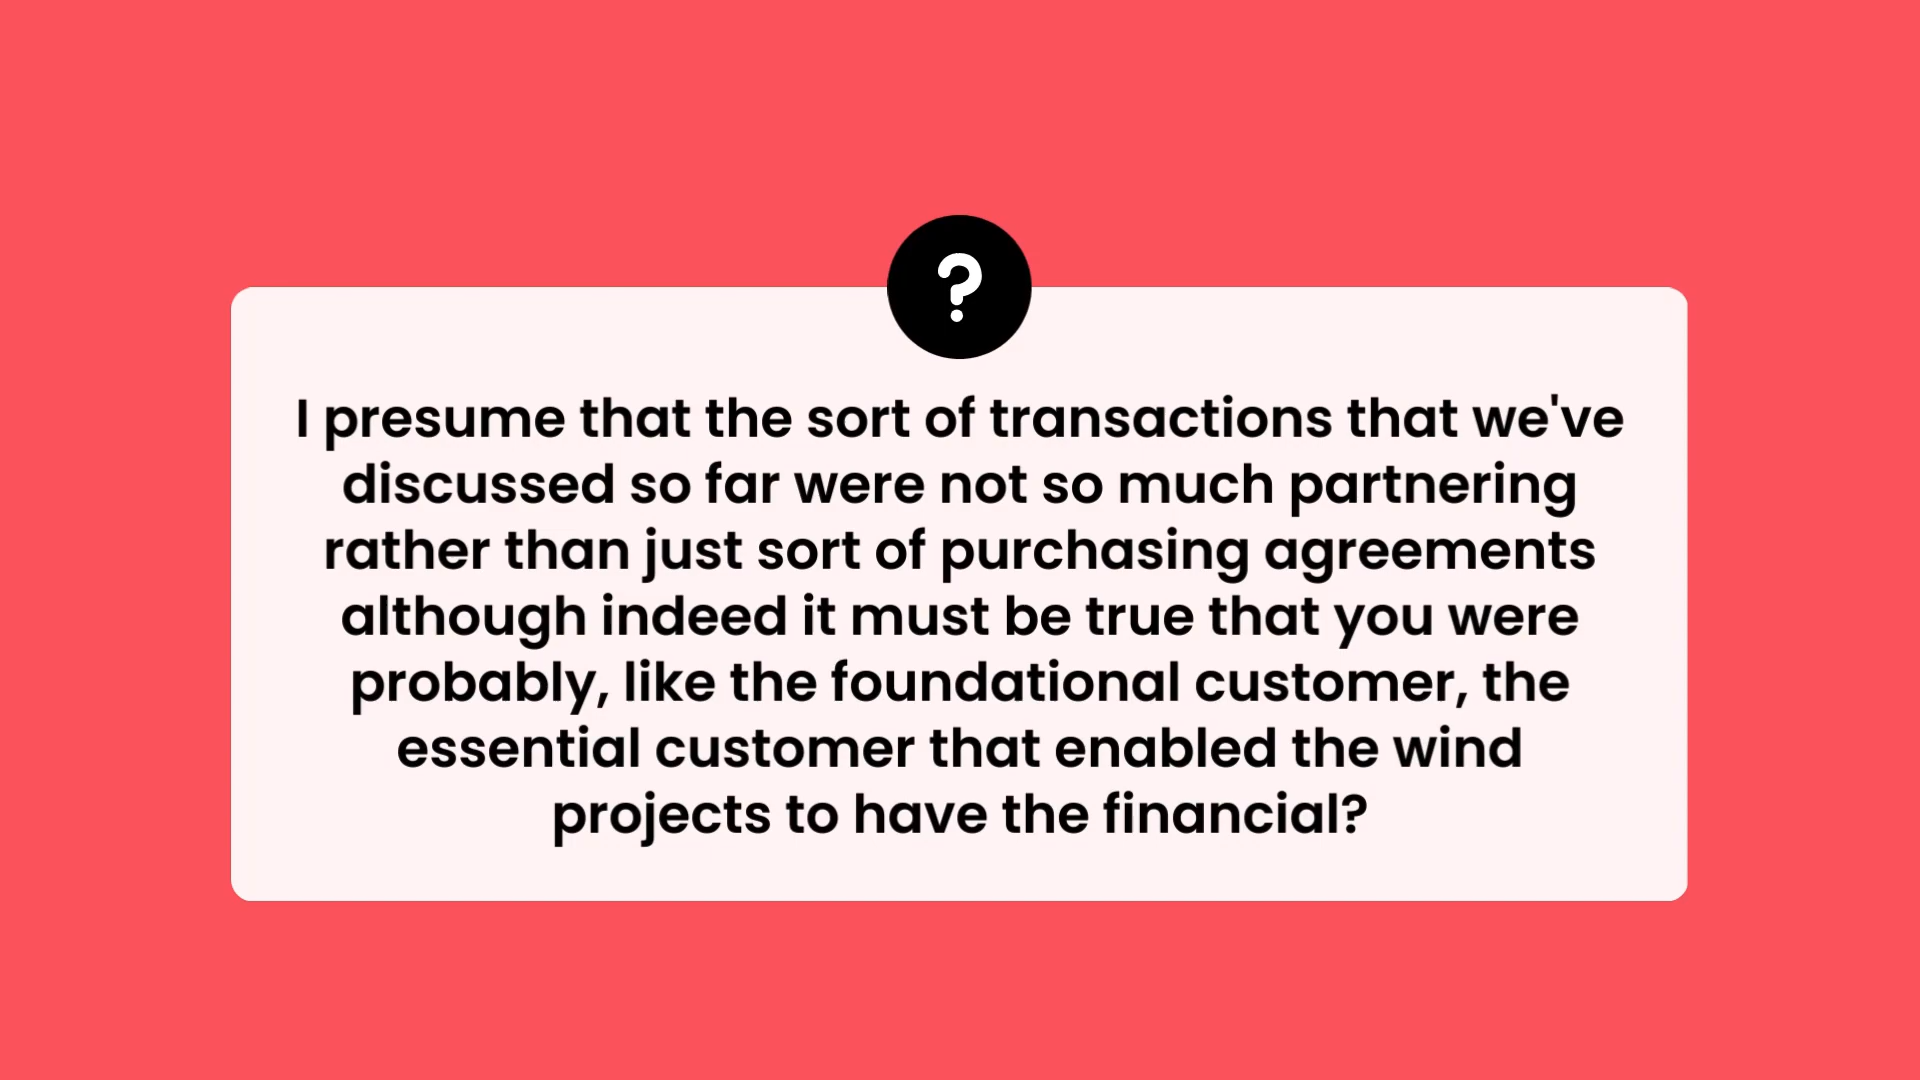 ?
I presume that the sort of transactions that we've
discussed so far were not so much partnering
rather than just sort of purchasing agreements
although indeed it must be true that you were
probably, like the foundational customer, the
essential customer that enabled the wind
projects to have the financial?